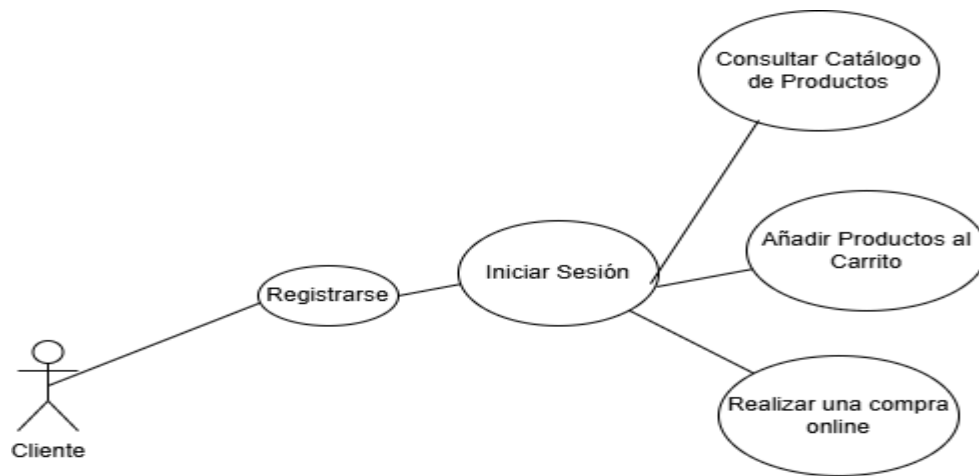 Consultar Catálogo
de Productos
Añadir Productos al
Carrito
Iniciar Sesión
Registrarse
Realizar una compra
online
Cliente